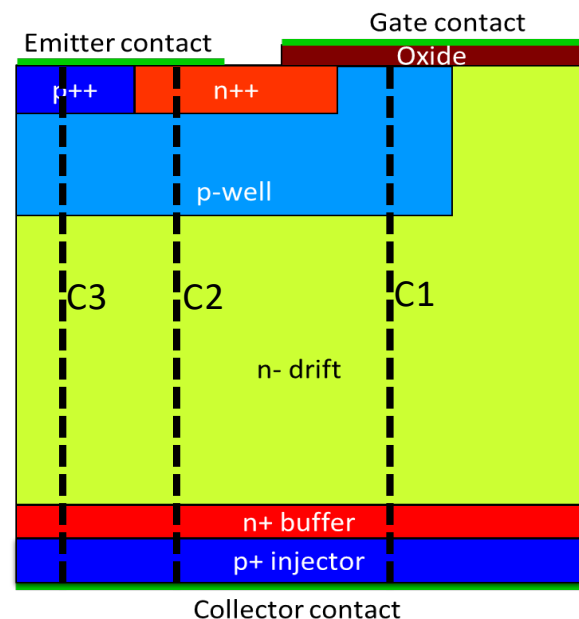 Gate contact
Emitter contact
Oxide
p++
n++
p-well
C3
C2
C1
n- drift
n+ buffer
p+ injector
Collector contact